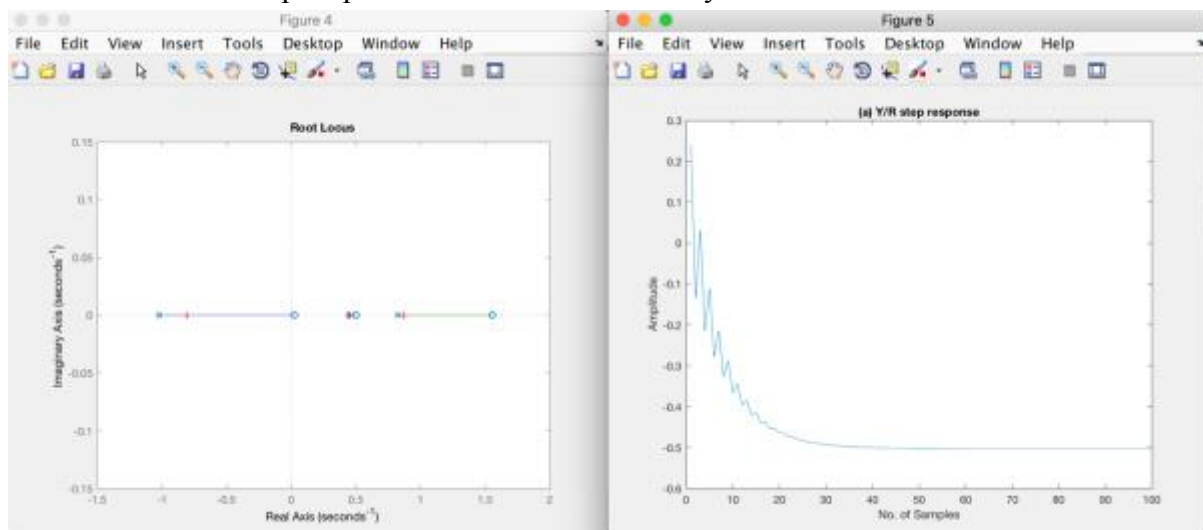 Figure 4
File Edit View Insert Tools Desktop Window Help
Root Locus
0.15
0.1
0.05
0
-0.05
-0.1
-0.15
-1.5 -1 -0.5 0 0.5 1 1.5 2
Imaginary Axis (seconds⁻¹)
Real Axis (seconds⁻¹)
Figure 5
File Edit View Insert Tools Desktop Window Help
(a) Y/R step response
0.3
0.2
0.1
0
-0.1
-0.2
-0.3
-0.4
-0.5
-0.6
0 10 20 30 40 50 60 70 80 90 100
Amplitude
No. of Samples